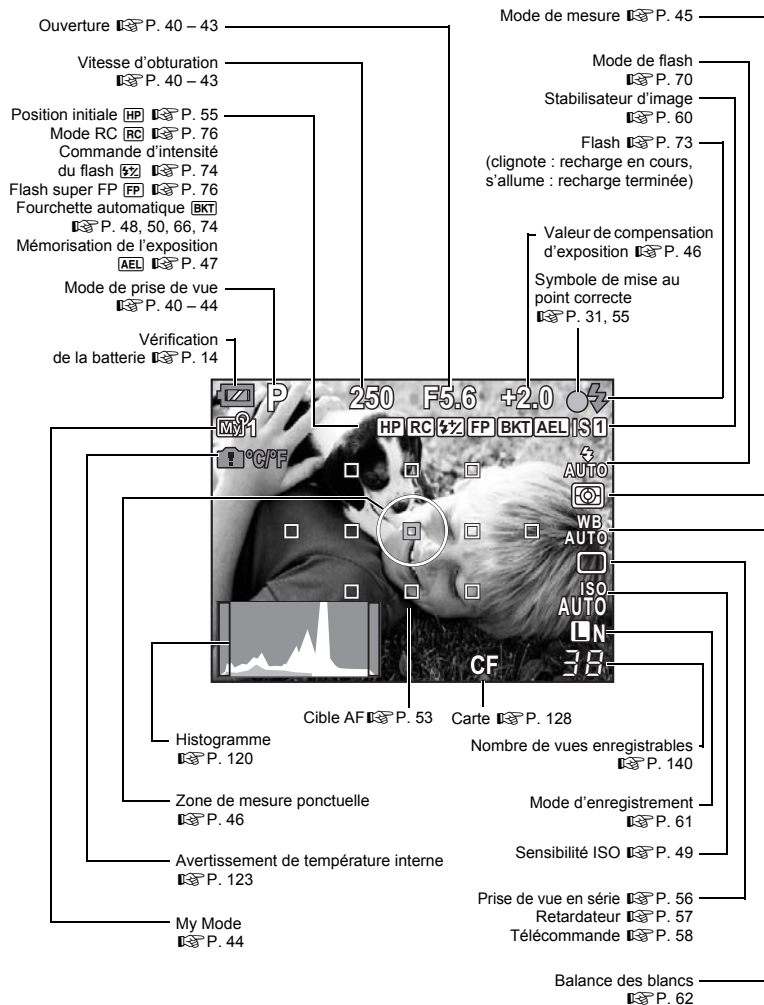 Ouverture ☞ P. 40 – 43
Vitesse d'obturation
☞ P. 40 – 43
Position initiale HP ☞ P. 55
Mode RC RC ☞ P. 76
Commande d'intensité
du flash ☞ P. 74
Flash super FP FP ☞ P. 76
Fourchette automatique BKT
☞ P. 48, 50, 66, 74
Mémorisation de l'exposition
AEL ☞ P. 47
Mode de prise de vue
☞ P. 40 – 44
Vérification
de la batterie ☞ P. 14
Mode de mesure ☞ P. 45
Mode de flash
☞ P. 70
Stabilisateur d'image
☞ P. 60
Flash ☞ P. 73
(clignote : recharge en cours,
s'allume : recharge terminée)
Valeur de compensation
d'exposition ☞ P. 46
Symbole de mise au
point correcte
☞ P. 31, 55
P 250 F5.6 +2.0
My 1 HP RC FP BKT AEL IS 1
°C/°F
AUTO
WB
AUTO
ISO
AUTO
L N
CF 38
Cible AF ☞ P. 53
Carte ☞ P. 128
Histogramme
☞ P. 120
Zone de mesure ponctuelle
☞ P. 46
Avertissement de température interne
☞ P. 123
My Mode
☞ P. 44
Nombre de vues enregistrables
☞ P. 140
Mode d'enregistrement
☞ P. 61
Sensibilité ISO ☞ P. 49
Prise de vue en série ☞ P. 56
Retardateur ☞ P. 57
Télécommande ☞ P. 58
Balance des blancs
☞ P. 62